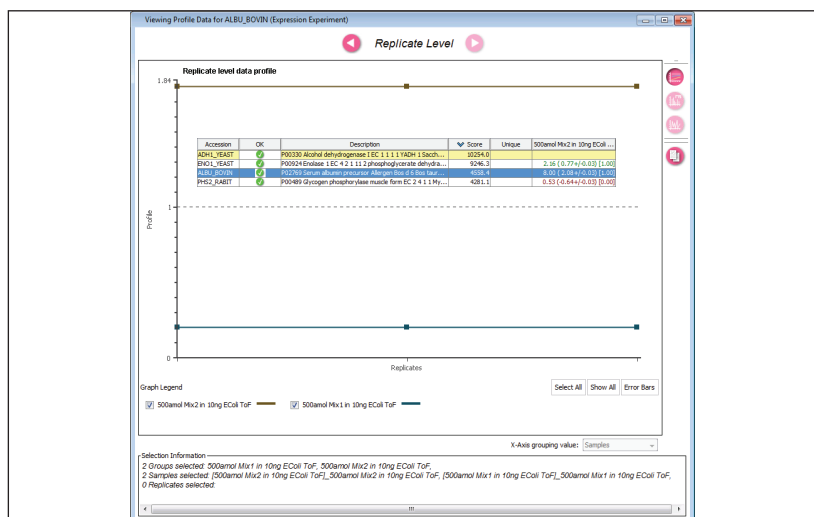 Viewing Profile Data for ALBU_BOVIN (Expression Experiment)
Replicate Level
Replicate level data profile
1.84
Accession OK Description Score Unique 500amol Mix2 in 10ng EColi ...
ADH1_YEAST P00330 Alcohol dehydrogenase I EC 1 1 1 1 YADH 1 Sacch... 10254.0
ENO1_YEAST P00924 Enolase 1 EC 4 2 1 11 2 phosphoglycerate dehydra... 9246.3 2.16 ( 0.77+/-0.03) [1.00]
ALBU_BOVIN P02769 Serum albumin precursor Allergen Bos d 6 Bos taur... 4558.4 8.00 ( 2.08+/-0.03) [1.00]
PHS2_RABIT P00489 Glycogen phosphorylase muscle form EC 2 4 1 1 My... 4281.1 0.53 (-0.64+/-0.03) [0.00]
1
Profile
0
Replicates
Graph Legend
Select All Show All Error Bars
500amol Mix2 in 10ng EColi ToF 500amol Mix1 in 10ng EColi ToF
X-Axis grouping value: Samples
Selection Information
2 Groups selected: 500amol Mix1 in 10ng EColi ToF, 500amol Mix2 in 10ng EColi ToF,
2 Samples selected: [500amol Mix2 in 10ng EColi ToF]_500amol Mix2 in 10ng EColi ToF, [500amol Mix1 in 10ng EColi ToF]_500amol Mix1 in 10ng EColi ToF,
0 Replicates selected: